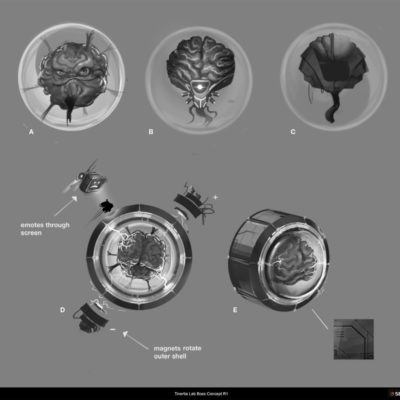 A
B
C
emotes through
screen
+
D
E
–
magnets rotate
outer shell
Tinertia Lab Boss Concept R1